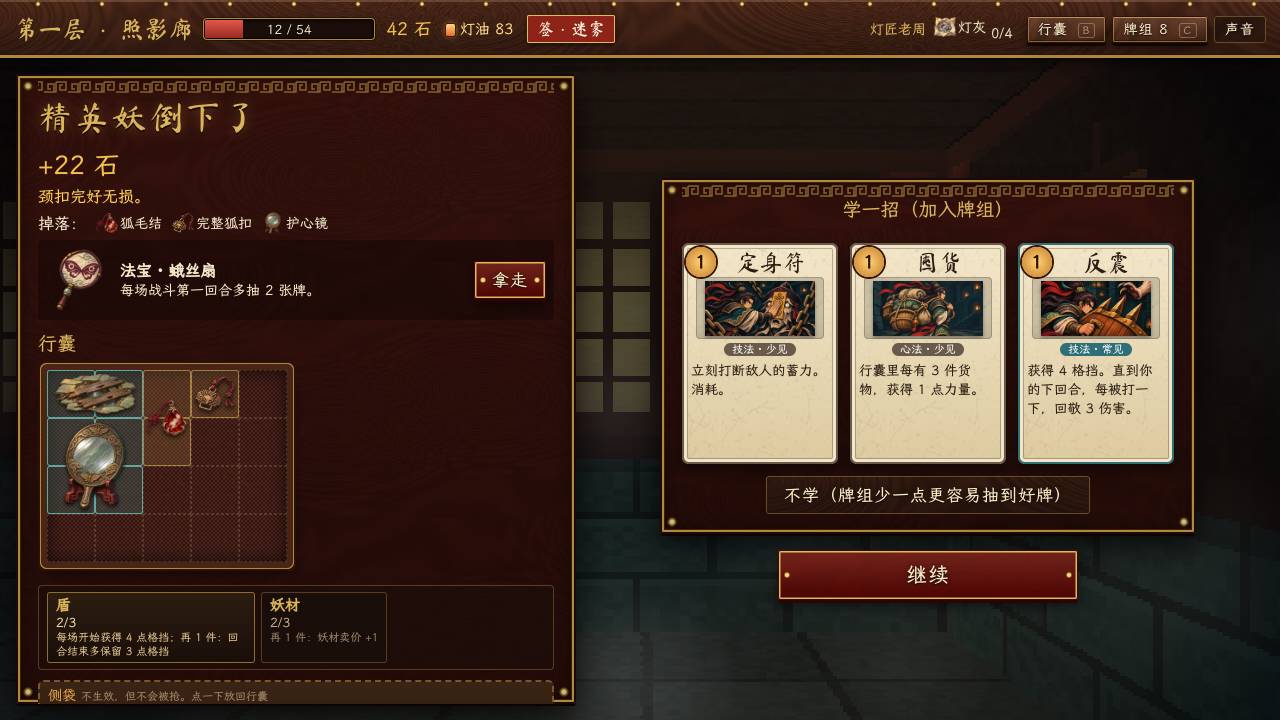 第一层 · 照影廊
12 / 54
42 石
灯油 83
签 · 迷雾
灯匠老周
灯灰 0/4
行囊 B
牌组 8 C
声音
精英妖倒下了
+22 石
颈扣完好无损。
掉落: 狐毛结 完整狐扣 护心镜
法宝·蛾丝扇
每场战斗第一回合多抽 2 张牌。
拿走
行囊
盾
2/3
每场开始获得 4 点格挡; 再 1 件: 回
合结束多保留 3 点格挡
妖材
2/3
再 1 件: 妖材卖价 +1
侧袋 不生效, 但不会被抢。点一下放回行囊
学一招 (加入牌组)
1 定身符
技法·少见
立刻打断敌人的蓄力。
消耗。
1 囤货
心法·少见
行囊里每有 3 件货
物, 获得 1 点力量。
1 反震
技法·常见
获得 4 格挡。直到你
的下回合, 每被打一
下, 回敬 3 伤害。
不学 (牌组少一点更容易抽到好牌)
继续